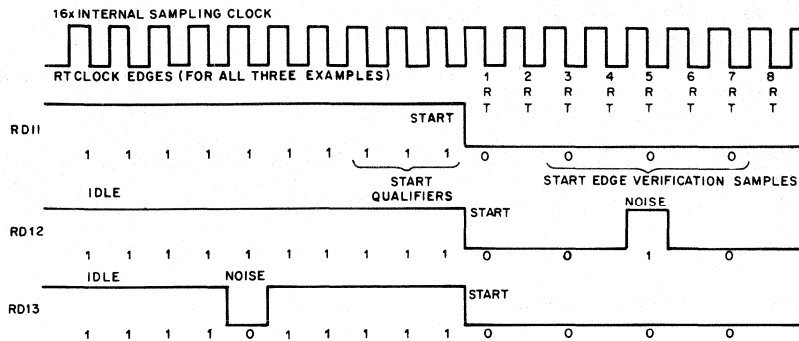 16x INTERNAL SAMPLING CLOCK
RT CLOCK EDGES (FOR ALL THREE EXAMPLES)
1 2 3 4 5 6 7 8
R R R R R R R R
T T T T T T T T
RD11
START
1 1 1 1 1 1 1 1 1 1 0 0 0 0
START
QUALIFIERS
START EDGE VERIFICATION SAMPLES
IDLE
NOISE
RD12
START
1 1 1 1 1 1 1 1 1 1 0 0 1 0
IDLE
NOISE
RD13
START
1 1 1 1 0 1 1 1 1 1 0 0 0 0